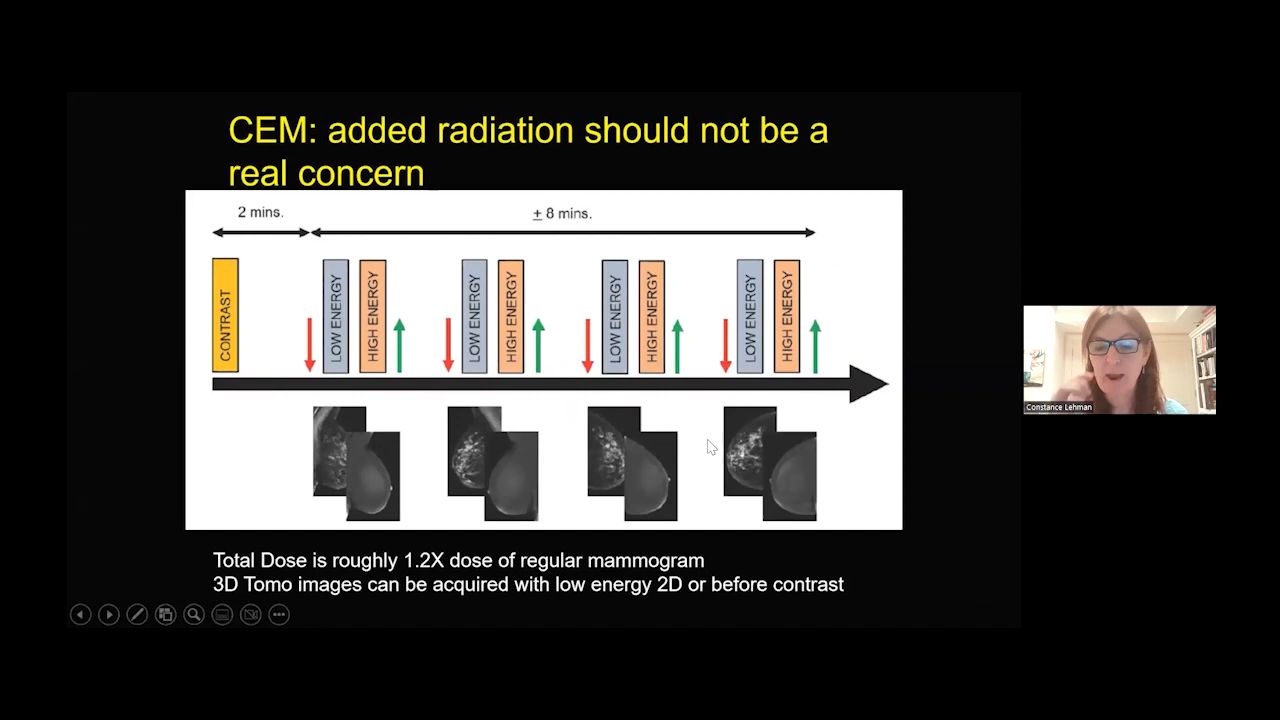 CEM: added radiation should not be a
real concern
2 mins.
± 8 mins.
CONTRAST
LOW ENERGY
HIGH ENERGY
LOW ENERGY
HIGH ENERGY
LOW ENERGY
HIGH ENERGY
LOW ENERGY
HIGH ENERGY
Constance Lehman
Total Dose is roughly 1.2X dose of regular mammogram
3D Tomo images can be acquired with low energy 2D or before contrast